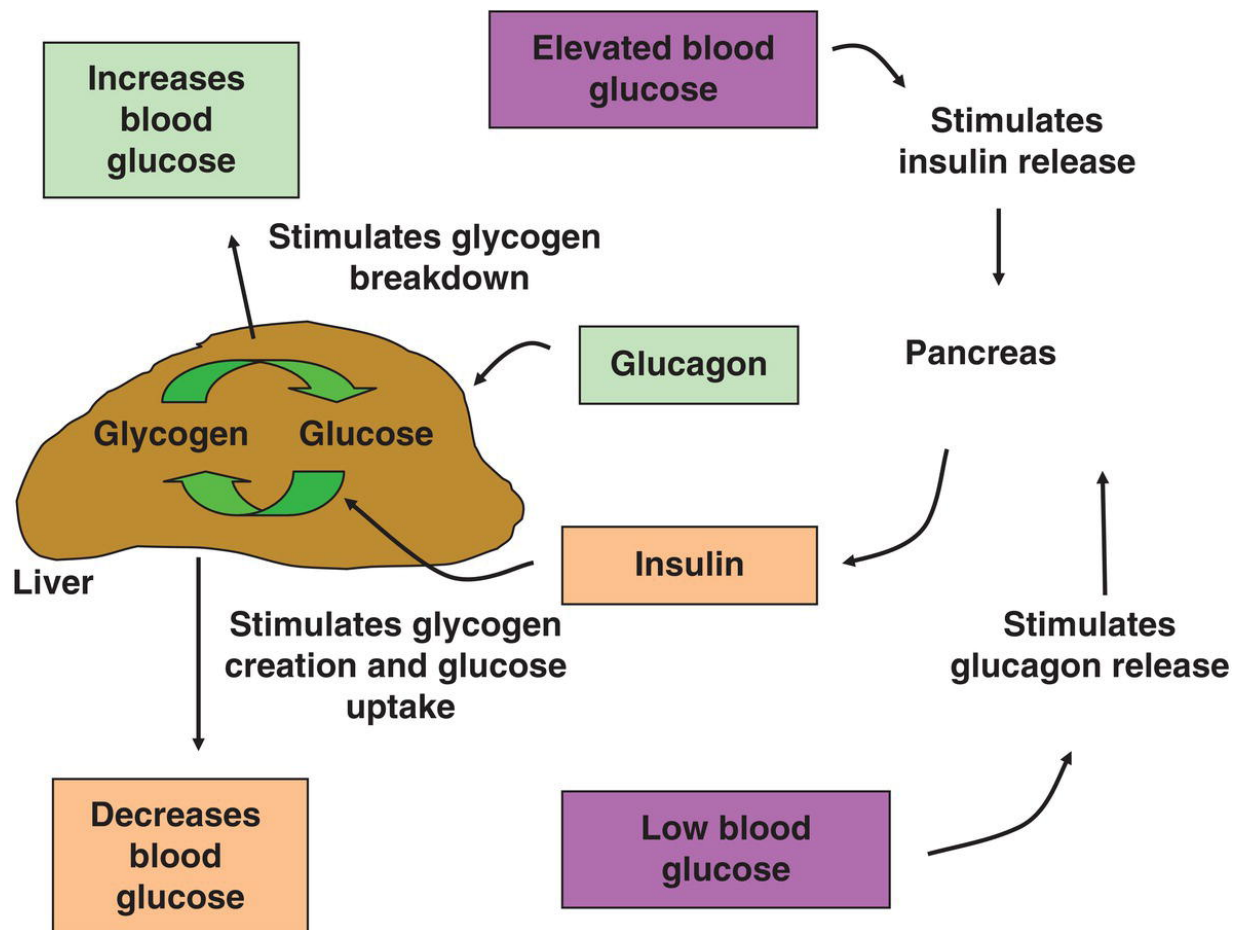 Increases
blood
glucose
Elevated blood
glucose
Stimulates
insulin release
Stimulates glycogen
breakdown
Glucagon
Pancreas
Glycogen
Glucose
Insulin
Liver
Stimulates glycogen
creation and glucose
uptake
Stimulates
glucagon release
Decreases
blood
glucose
Low blood
glucose